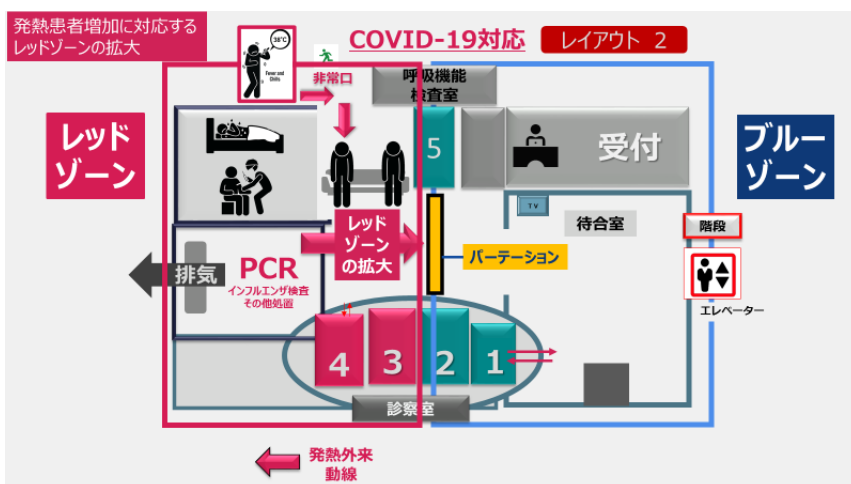 発熱患者増加に対応する
レッドゾーンの拡大
COVID-19対応
レイアウト 2
38°C
Fever and
Chills
非常口
呼吸機能
検査室
レッド
ゾーン
ブルー
ゾーン
5
受付
TV
待合室
階段
レッド
ゾーン
の拡大
パーテーション
排気
PCR
インフルエンザ検査
その他処置
エレベーター
4
3
2
1
診察室
発熱外来
動線